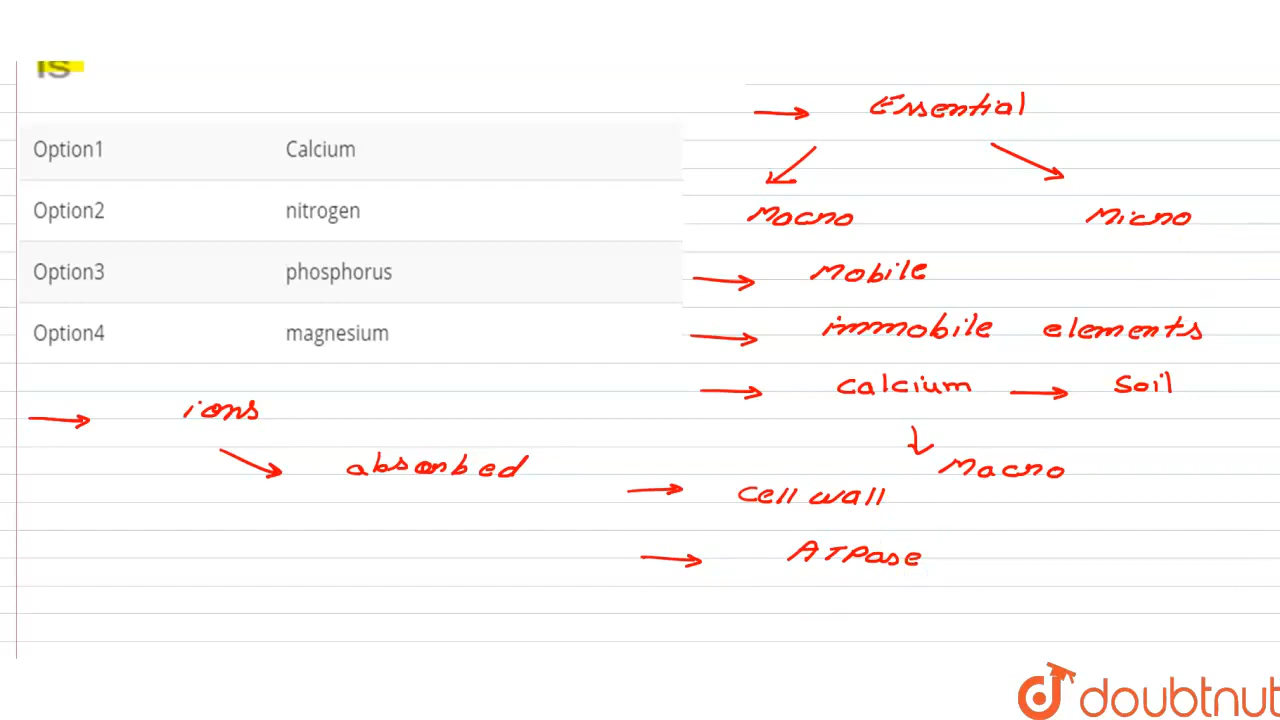 is
Option1 Calcium
Option2 nitrogen
Option3 phosphorus
Option4 magnesium
→ Essential
Macro Micro
→ Mobile
→ immobile elements
→ Calcium → Soil
Macro
→ ions
absorbed
→ Cell wall
→ ATPase
doubtnut